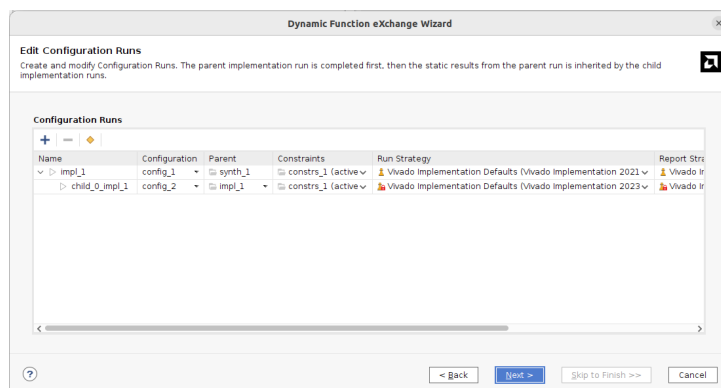 Dynamic Function eXchange Wizard
Edit Configuration Runs
Create and modify Configuration Runs. The parent implementation run is completed first, then the static results from the parent run is inherited by the child
implementation runs.
Configuration Runs
Name Configuration Parent Constraints Run Strategy Report Stra
impl_1 config_1 synth_1 constrs_1 (active Vivado Implementation Defaults (Vivado Implementation 2021 Vivado Ir
child_0_impl_1 config_2 impl_1 constrs_1 (active Vivado Implementation Defaults (Vivado Implementation 2023 Vivado Ir
? < Back Next > Skip to Finish >> Cancel